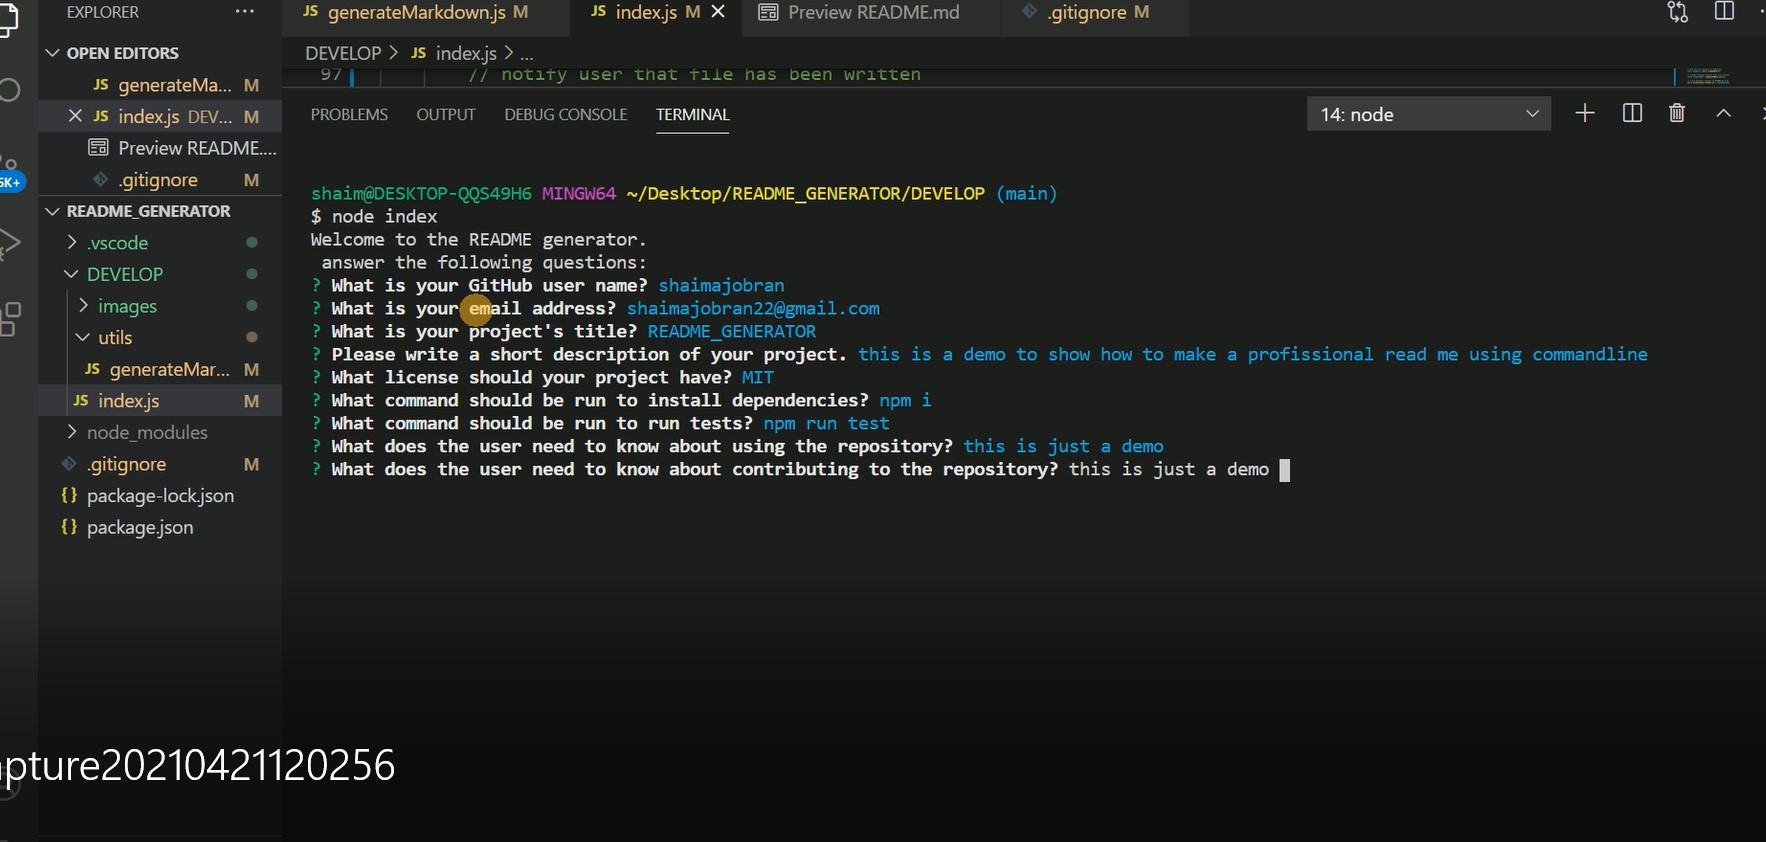 EXPLORER ...
generateMarkdown.js M
index.js M
Preview README.md
.gitignore M
OPEN EDITORS
generateMa... M
index.js DEV... M
Preview README....
.gitignore M
5K+
README_GENERATOR
.vscode
DEVELOP
images
utils
generateMar... M
index.js M
node_modules
.gitignore M
package-lock.json
package.json
DEVELOP > JS index.js > ...
97 // notify user that file has been written
PROBLEMS OUTPUT DEBUG CONSOLE TERMINAL 14: node
shaim@DESKTOP-QQS49H6 MINGW64 ~/Desktop/README_GENERATOR/DEVELOP (main)
$ node index
Welcome to the README generator.
answer the following questions:
? What is your GitHub user name? shaimajobran
? What is your email address? shaimajobran22@gmail.com
? What is your project's title? README_GENERATOR
? Please write a short description of your project. this is a demo to show how to make a profissional read me using commandline
? What license should your project have? MIT
? What command should be run to install dependencies? npm i
? What command should be run to run tests? npm run test
? What does the user need to know about using the repository? this is just a demo
? What does the user need to know about contributing to the repository? this is just a demo
pture20210421120256